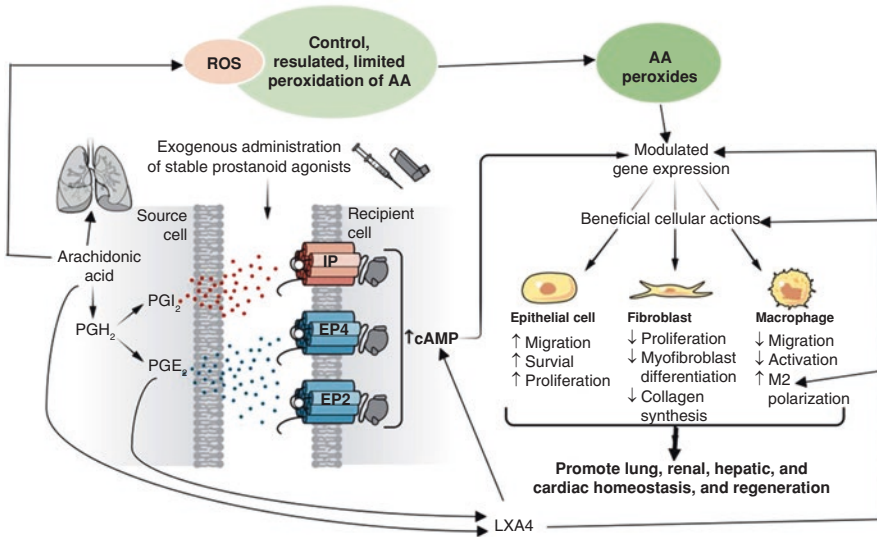 ROS
Control,
resulated, limited
peroxidation of AA
AA
peroxides
Exogenous administration
of stable prostanoid agonists
Modulated
gene expression
Source
cell
Recipient
cell
Beneficial cellular actions
Arachidonic
acid
IP
PGI₂
PGH₂
EP4
↑cAMP
PGE₂
EP2
Epithelial cell
↑ Migration
↑ Survial
↑ Proliferation
Fibroblast
↓ Proliferation
↓ Myofibroblast
differentiation
↓ Collagen
synthesis
Macrophage
↓ Migration
↓ Activation
↑ M2
polarization
Promote lung, renal, hepatic, and
cardiac homeostasis, and regeneration
LXA4